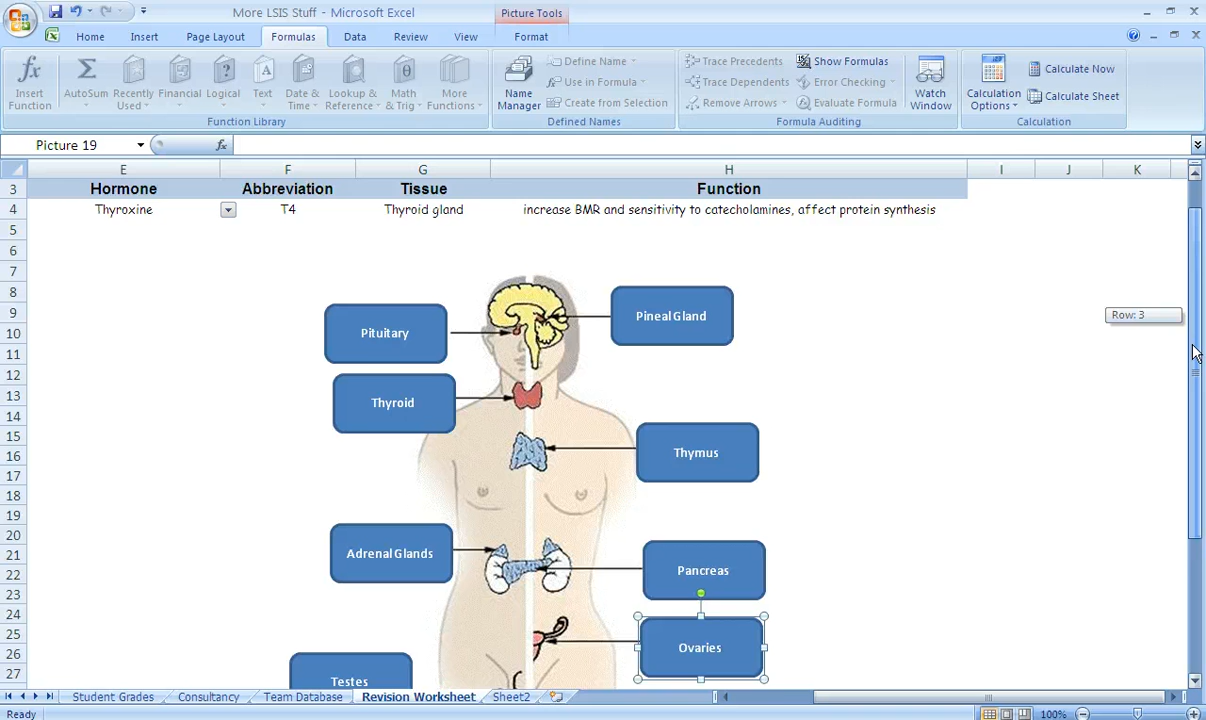 More LSIS Stuff - Microsoft Excel
Picture Tools
Home Insert Page Layout Formulas Data Review View Format
Insert Function
AutoSum
Recently Used
Financial
Logical
Text
Date & Time
Lookup & Reference
Math & Trig
More Functions
Function Library
Name Manager
Define Name
Use in Formula
Create from Selection
Defined Names
Trace Precedents
Trace Dependents
Remove Arrows
Show Formulas
Error Checking
Evaluate Formula
Formula Auditing
Watch Window
Calculation Options
Calculate Now
Calculate Sheet
Calculation
Picture 19
fx
E F G H I J K
3 Hormone Abbreviation Tissue Function
4 Thyroxine T4 Thyroid gland increase BMR and sensitivity to catecholamines, affect protein synthesis
5
6
7
8
9
10
11
12
13
14
15
16
17
18
19
20
21
22
23
24
25
26
27
Pineal Gland
Row: 3
Pituitary
Thyroid
Thymus
Adrenal Glands
Pancreas
Ovaries
Testes
Student Grades Consultancy Team Database Revision Worksheet Sheet2
Ready
100%